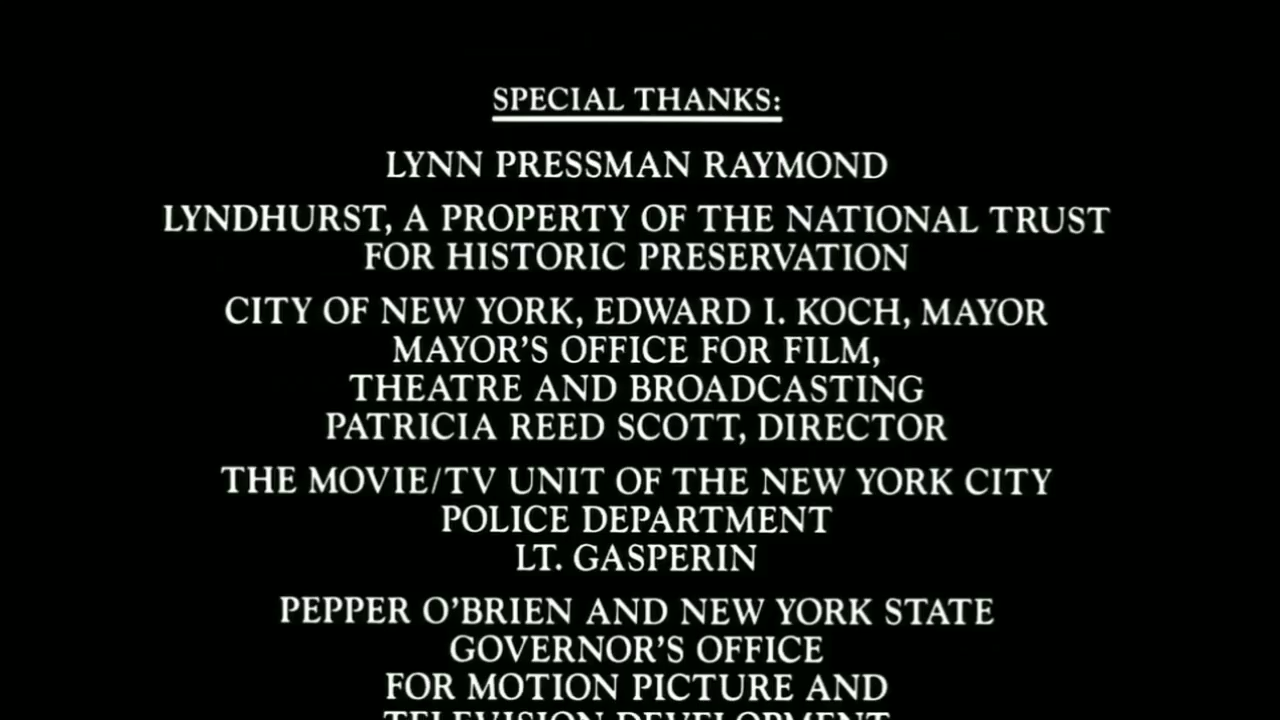 SPECIAL THANKS:
LYNN PRESSMAN RAYMOND
LYNDHURST, A PROPERTY OF THE NATIONAL TRUST
FOR HISTORIC PRESERVATION
CITY OF NEW YORK, EDWARD I. KOCH, MAYOR
MAYOR'S OFFICE FOR FILM,
THEATRE AND BROADCASTING
PATRICIA REED SCOTT, DIRECTOR
THE MOVIE/TV UNIT OF THE NEW YORK CITY
POLICE DEPARTMENT
LT. GASPERIN
PEPPER O'BRIEN AND NEW YORK STATE
GOVERNOR'S OFFICE
FOR MOTION PICTURE AND
TELEVISION DEVELOPMENT